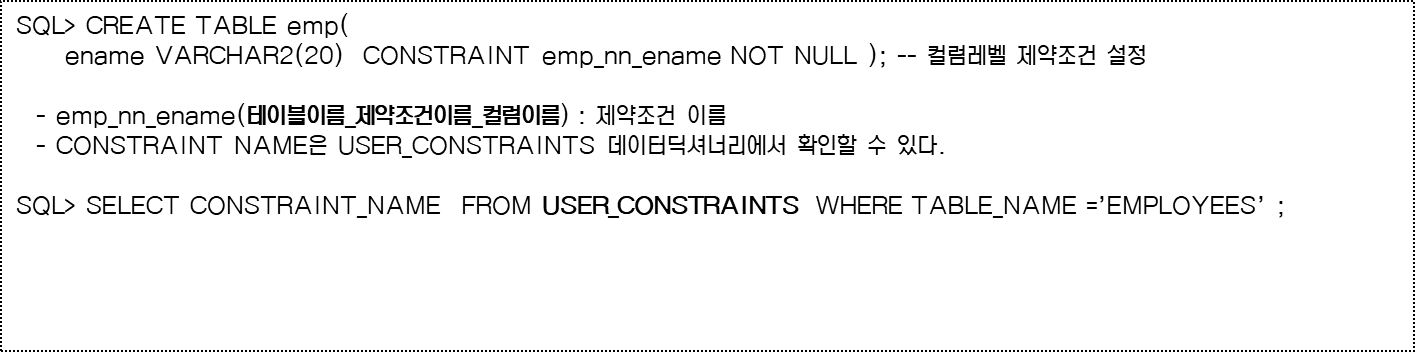 SQL> CREATE TABLE emp(
ename VARCHAR2(20) CONSTRAINT emp_nn_ename NOT NULL ); -- 컬럼레벨 제약조건 설정
- emp_nn_ename(테이블이름_제약조건이름_컬럼이름) : 제약조건 이름
- CONSTRAINT NAME은 USER_CONSTRAINTS 데이터딕셔너리에서 확인할 수 있다.
SQL> SELECT CONSTRAINT_NAME FROM USER_CONSTRAINTS WHERE TABLE_NAME =’EMPLOYEES’ ;